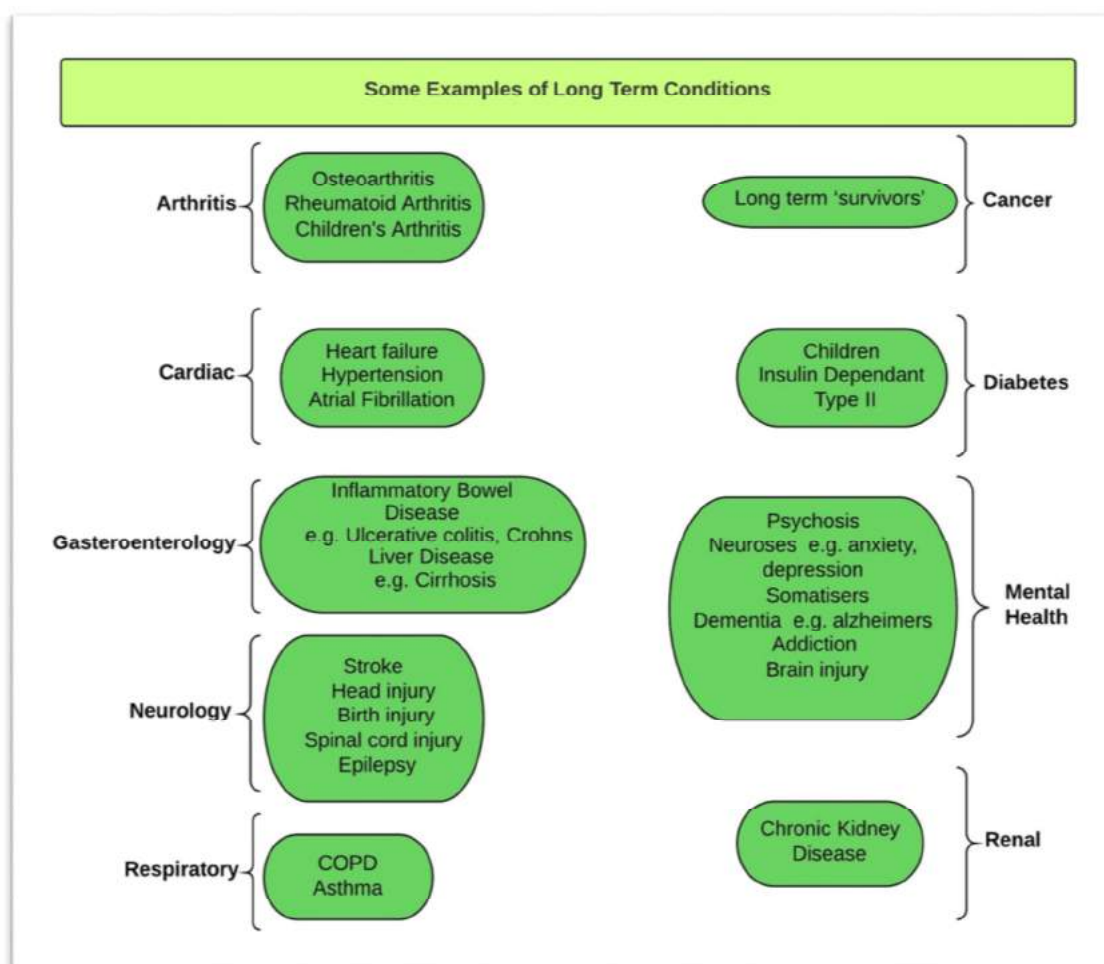 Some Examples of Long Term Conditions
Arthritis
Osteoarthritis
Rheumatoid Arthritis
Children's Arthritis
Cardiac
Heart failure
Hypertension
Atrial Fibrillation
Gasteroenterology
Inflammatory Bowel
Disease
e.g. Ulcerative colitis, Crohns
Liver Disease
e.g. Cirrhosis
Neurology
Stroke
Head injury
Birth injury
Spinal cord injury
Epilepsy
Respiratory
COPD
Asthma
Long term 'survivors'
Cancer
Children
Insulin Dependant
Type II
Diabetes
Psychosis
Neuroses e.g. anxiety,
depression
Somatisers
Dementia e.g. alzheimers
Addiction
Brain injury
Mental
Health
Chronic Kidney
Disease
Renal